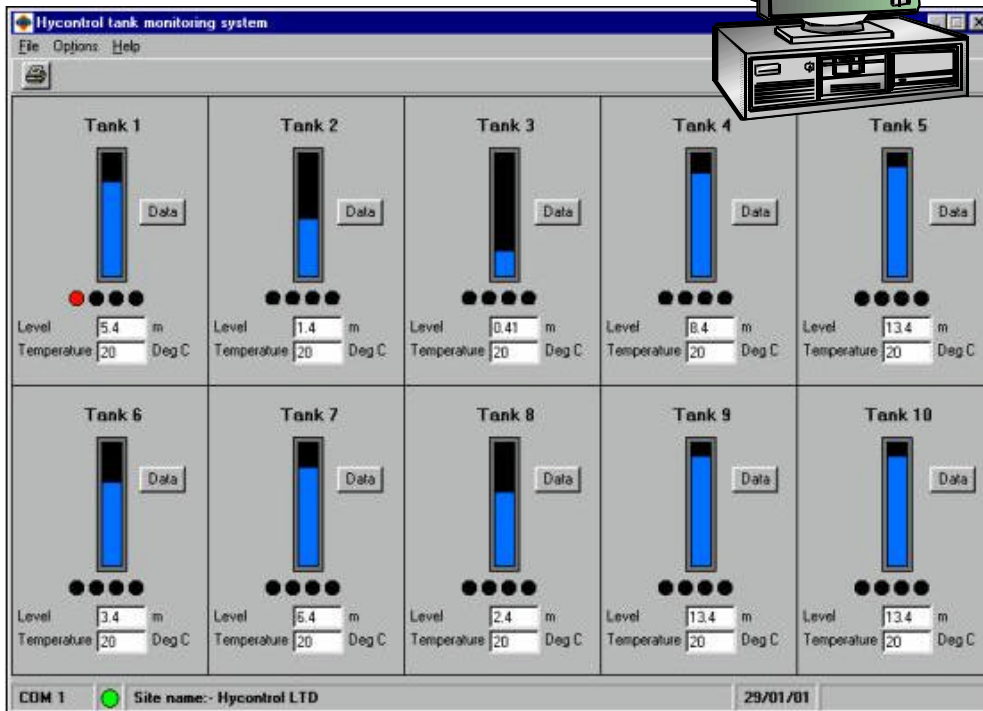 Hycontrol tank monitoring system
File Options Help
Tank 1 Tank 2 Tank 3 Tank 4 Tank 5
Data Data Data Data Data
Level 5.4 m Level 1.4 m Level 0.41 m Level 8.4 m Level 13.4 m
Temperature 20 Deg C Temperature 20 Deg C Temperature 20 Deg C Temperature 20 Deg C Temperature 20 Deg C
Tank 6 Tank 7 Tank 8 Tank 9 Tank 10
Data Data Data Data Data
Level 3.4 m Level 6.4 m Level 2.4 m Level 13.4 m Level 13.4 m
Temperature 20 Deg C Temperature 20 Deg C Temperature 20 Deg C Temperature 20 Deg C Temperature 20 Deg C
COM 1 Site name:- Hycontrol LTD 29/01/01